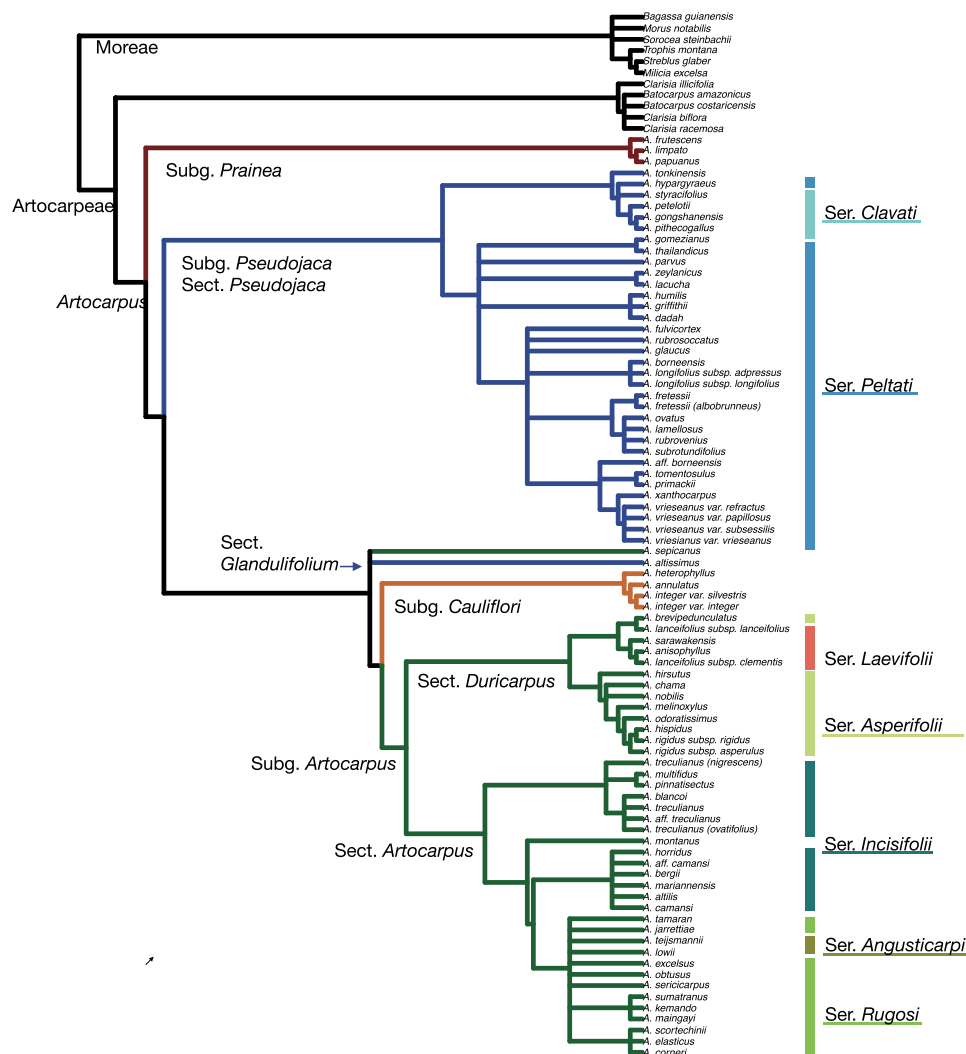 Bagassa guianensis
Morus notabilis
Moreae
Sorocea steinbachii
Trophis montana
Streblus glaber
Milicia excelsa
Clarisia illicifolia
Batocarpus amazonicus
Batocarpus costaricensis
Clarisia biflora
Clarisia racemosa
A. frutescens
A. limpato
A. papuanus
Subg. Prainea
A. tonkinensis
A. hypargyraeus
A. styracifolius
Artocarpeae
A. petelotii
Ser. Clavati
A. gongshanensis
A. pithecogallus
A. gomezianus
A. thailandicus
Subg. Pseudojaca
Sect. Pseudojaca
A. parvus
A. zeylanicus
A. lacucha
Artocarpus
A. humilis
A. griffithii
A. dadah
A. fulvicortex
A. rubrosoccatus
A. glaucus
A. borneensis
A. longifolius subsp. adpressus
A. longifolius subsp. longifolius
Ser. Peltati
A. fretessii
A. fretessii (albobrunneus)
A. ovatus
A. lamellosus
A. rubrovenius
A. subrotundifolius
A. aff. borneensis
A. tomentosulus
A. primackii
A. xanthocarpus
A. vrieseanus var. refractus
A. vrieseanus var. papillosus
A. vrieseanus var. subsessilis
A. vriesianus var. vrieseanus
Sect.
Glandulifolium
A. sepicanus
A. altissimus
A. heterophyllus
A. annulatus
A. integer var. silvestris
A. integer var. integer
Subg. Cauliflori
A. brevipedunculatus
A. lanceifolius subsp. lanceifolius
A. sarawakensis
A. anisophyllus
A. lanceifolius subsp. clementis
Ser. Laevifolii
Sect. Duricarpus
A. hirsutus
A. chama
A. nobilis
A. melinoxylus
A. odoratissimus
Ser. Asperifolii
A. hispidus
A. rigidus subsp. rigidus
A. rigidus subsp. asperulus
Subg. Artocarpus
A. treculianus (nigrescens)
A. multifidus
A. pinnatisectus
A. blancoi
A. treculianus
A. aff. treculianus
A. treculianus (ovatifolius)
A. montanus
Ser. Incisifolii
Sect. Artocarpus
A. horridus
A. aff. camansi
A. bergii
A. mariannensis
A. altilis
A. camansi
A. tamaran
A. jarrettiae
A. teijsmannii
Ser. Angusticarpi
A. lowii
A. excelsus
A. obtusus
A. sericicarpus
A. sumatranus
A. kemando
Ser. Rugosi
A. maingayi
A. scortechinii
A. elasticus
A. corneri